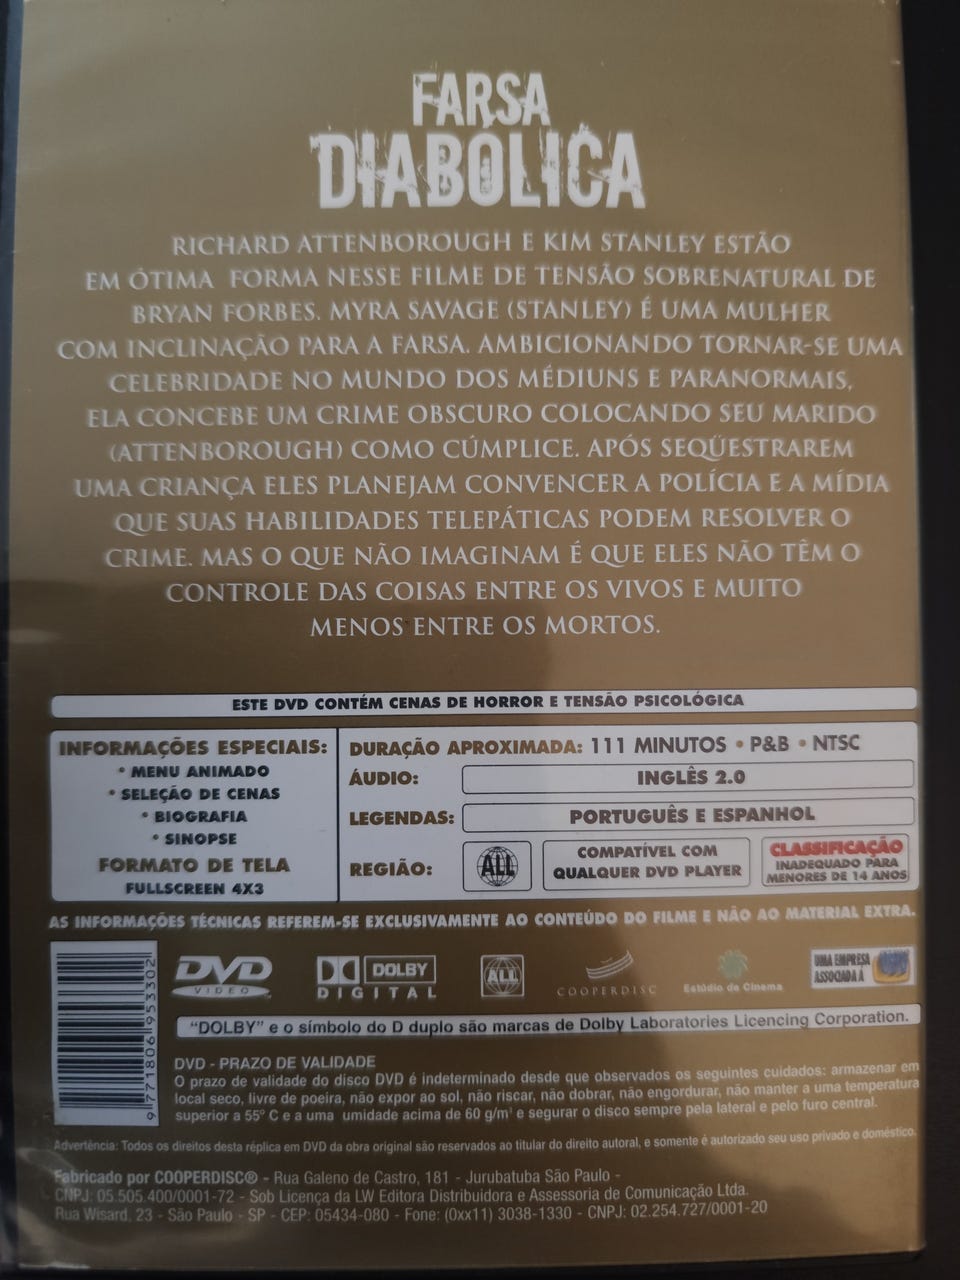 FARSA
DIABÓLICA
RICHARD ATTENBOROUGH E KIM STANLEY ESTÃO
EM ÓTIMA FORMA NESSE FILME DE TENSÃO SOBRENATURAL DE
BRYAN FORBES. MYRA SAVAGE (STANLEY) É UMA MULHER
COM INCLINAÇÃO PARA A FARSA. AMBICIONANDO TORNAR-SE UMA
CELEBRIDADE NO MUNDO DOS MÉDIUNS E PARANORMAIS,
ELA CONCEBE UM CRIME OBSCURO COLOCANDO SEU MARIDO
(ATTENBOROUGH) COMO CÚMPLICE. APÓS SEQÜESTRAREM
UMA CRIANÇA ELES PLANEJAM CONVENCER A POLÍCIA E A MÍDIA
QUE SUAS HABILIDADES TELEPÁTICAS PODEM RESOLVER O
CRIME. MAS O QUE NÃO IMAGINAM É QUE ELES NÃO TÊM O
CONTROLE DAS COISAS ENTRE OS VIVOS E MUITO
MENOS ENTRE OS MORTOS.
ESTE DVD CONTÉM CENAS DE HORROR E TENSÃO PSICOLÓGICA
INFORMAÇÕES ESPECIAIS:
• MENU ANIMADO
• SELEÇÃO DE CENAS
• BIOGRAFIA
• SINOPSE
FORMATO DE TELA
FULLSCREEN 4X3
DURAÇÃO APROXIMADA: 111 MINUTOS • P&B • NTSC
ÁUDIO: INGLÊS 2.0
LEGENDAS: PORTUGUÊS E ESPANHOL
REGIÃO: ALL
COMPATÍVEL COM
QUALQUER DVD PLAYER
CLASSIFICAÇÃO
INADEQUADO PARA
MENORES DE 14 ANOS
AS INFORMAÇÕES TÉCNICAS REFEREM-SE EXCLUSIVAMENTE AO CONTEÚDO DO FILME E NÃO AO MATERIAL EXTRA.
9 771806 953302
DVD
VIDEO
DOLBY
DIGITAL
ALL
COOPERDISC
Estúdio de Cinema
UMA EMPRESA
ASSOCIADA À
"DOLBY" e o símbolo do D duplo são marcas de Dolby Laboratories Licencing Corporation.
DVD - PRAZO DE VALIDADE
O prazo de validade do disco DVD é indeterminado desde que observados os seguintes cuidados: armazenar em
local seco, livre de poeira, não expor ao sol, não riscar, não dobrar, não engordurar, não manter a uma temperatura
superior a 55º C e a uma umidade acima de 60 g/m³ e segurar o disco sempre pela lateral e pelo furo central.
Advertência: Todos os direitos desta réplica em DVD da obra original são reservados ao titular do direito autoral, e somente é autorizado seu uso privado e doméstico.
Fabricado por COOPERDISC® - Rua Galeno de Castro, 181 - Jurubatuba São Paulo -
CNPJ: 05.505.400/0001-72 - Sob Licença da LW Editora Distribuidora e Assessoria de Comunicação Ltda.
Rua Wisard, 23 - São Paulo - SP - CEP: 05434-080 - Fone: (0xx11) 3038-1330 - CNPJ: 02.254.727/0001-20